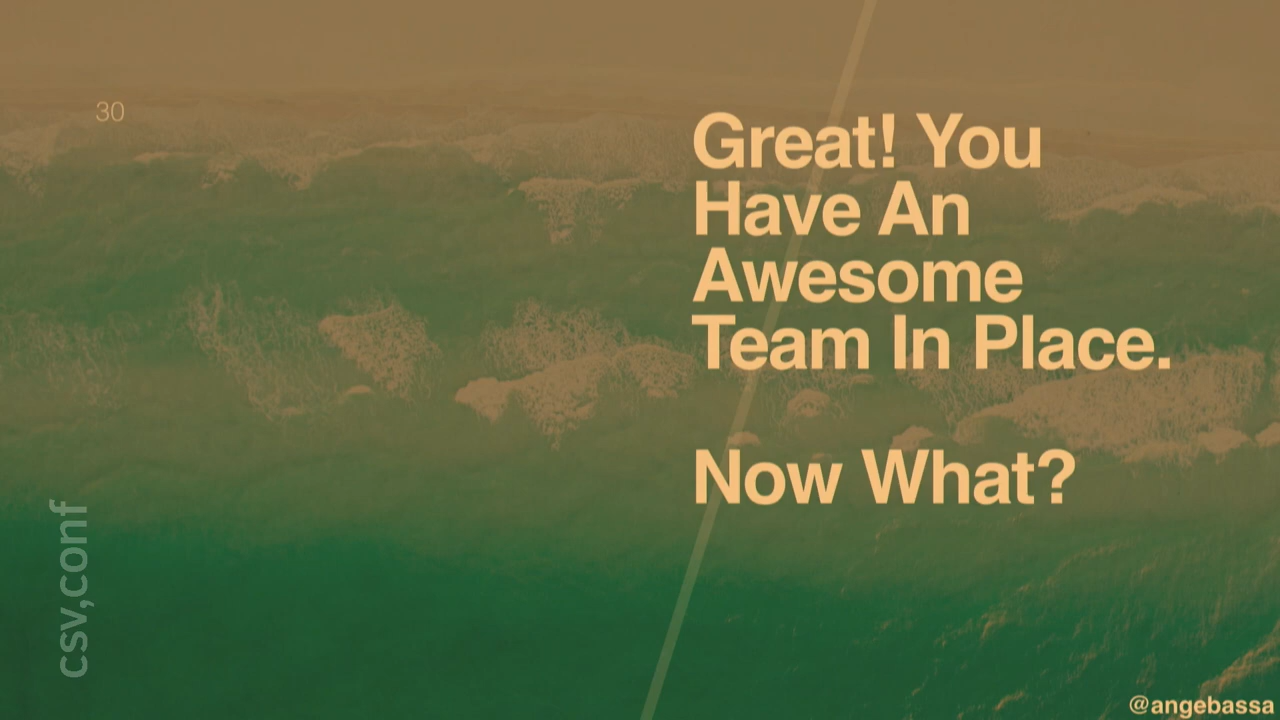 30
Great! You
Have An
Awesome
Team In Place.
Now What?
csv,conf
@angebassa